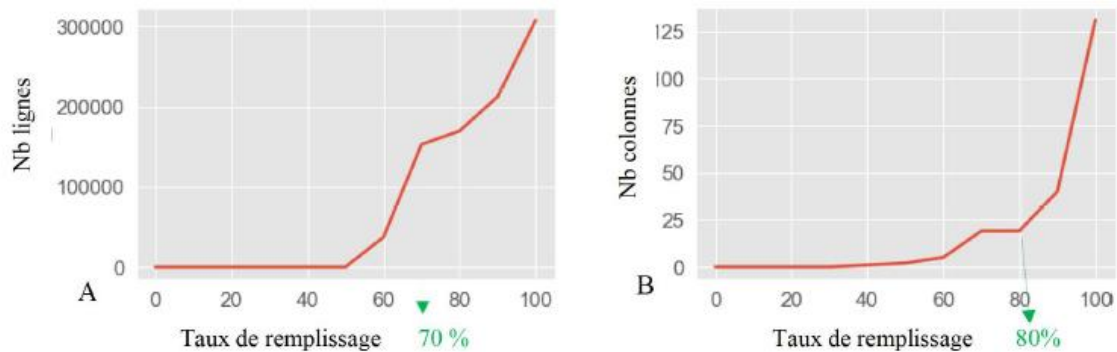 300000
200000
100000
0
Nb lignes
A
0 20 40 60 80 100
Taux de remplissage 70 %
125
100
75
50
25
0
Nb colonnes
B
0 20 40 60 80 100
Taux de remplissage 80%